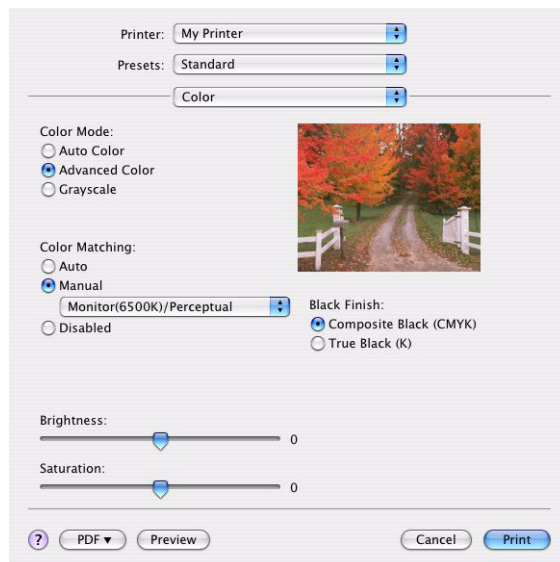 Printer: My Printer
Presets: Standard
Color
Color Mode:
Auto Color
Advanced Color
Grayscale
Color Matching:
Auto
Manual
Monitor(6500K)/Perceptual
Disabled
Black Finish:
Composite Black (CMYK)
True Black (K)
Brightness:
0
Saturation:
0
? PDF ▼ Preview Cancel Print